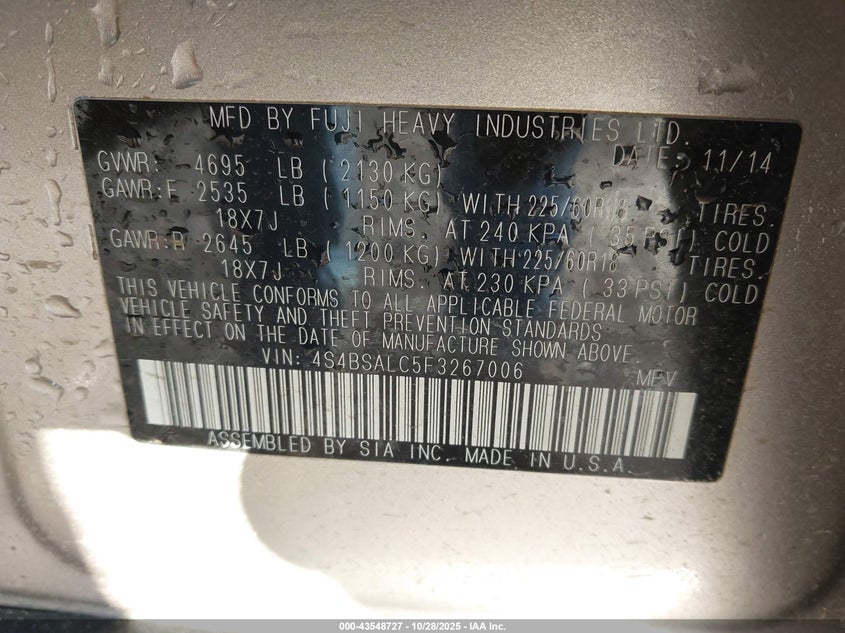 MFD BY FUJI HEAVY INDUSTRIES LTD.
DATE: 11/14
GVWR: 4695 LB ( 2130 KG)
GAWR:F 2535 LB ( 1150 KG) WITH 225/60R18 TIRES.
18X7J RIMS. AT 240 KPA ( 35 PSI) COLD
GAWR:R 2645 LB ( 1200 KG) WITH 225/60R18 TIRES.
18X7J RIMS. AT 230 KPA ( 33 PSI) COLD
THIS VEHICLE CONFORMS TO ALL APPLICABLE FEDERAL MOTOR
VEHICLE SAFETY AND THEFT PREVENTION STANDARDS
IN EFFECT ON THE DATE OF MANUFACTURE SHOWN ABOVE.
VIN: 4S4BSALC5F3267006 MPV
ASSEMBLED BY SIA INC. MADE IN U.S.A.
000-43548727 - 10/28/2025 - IAA Inc.